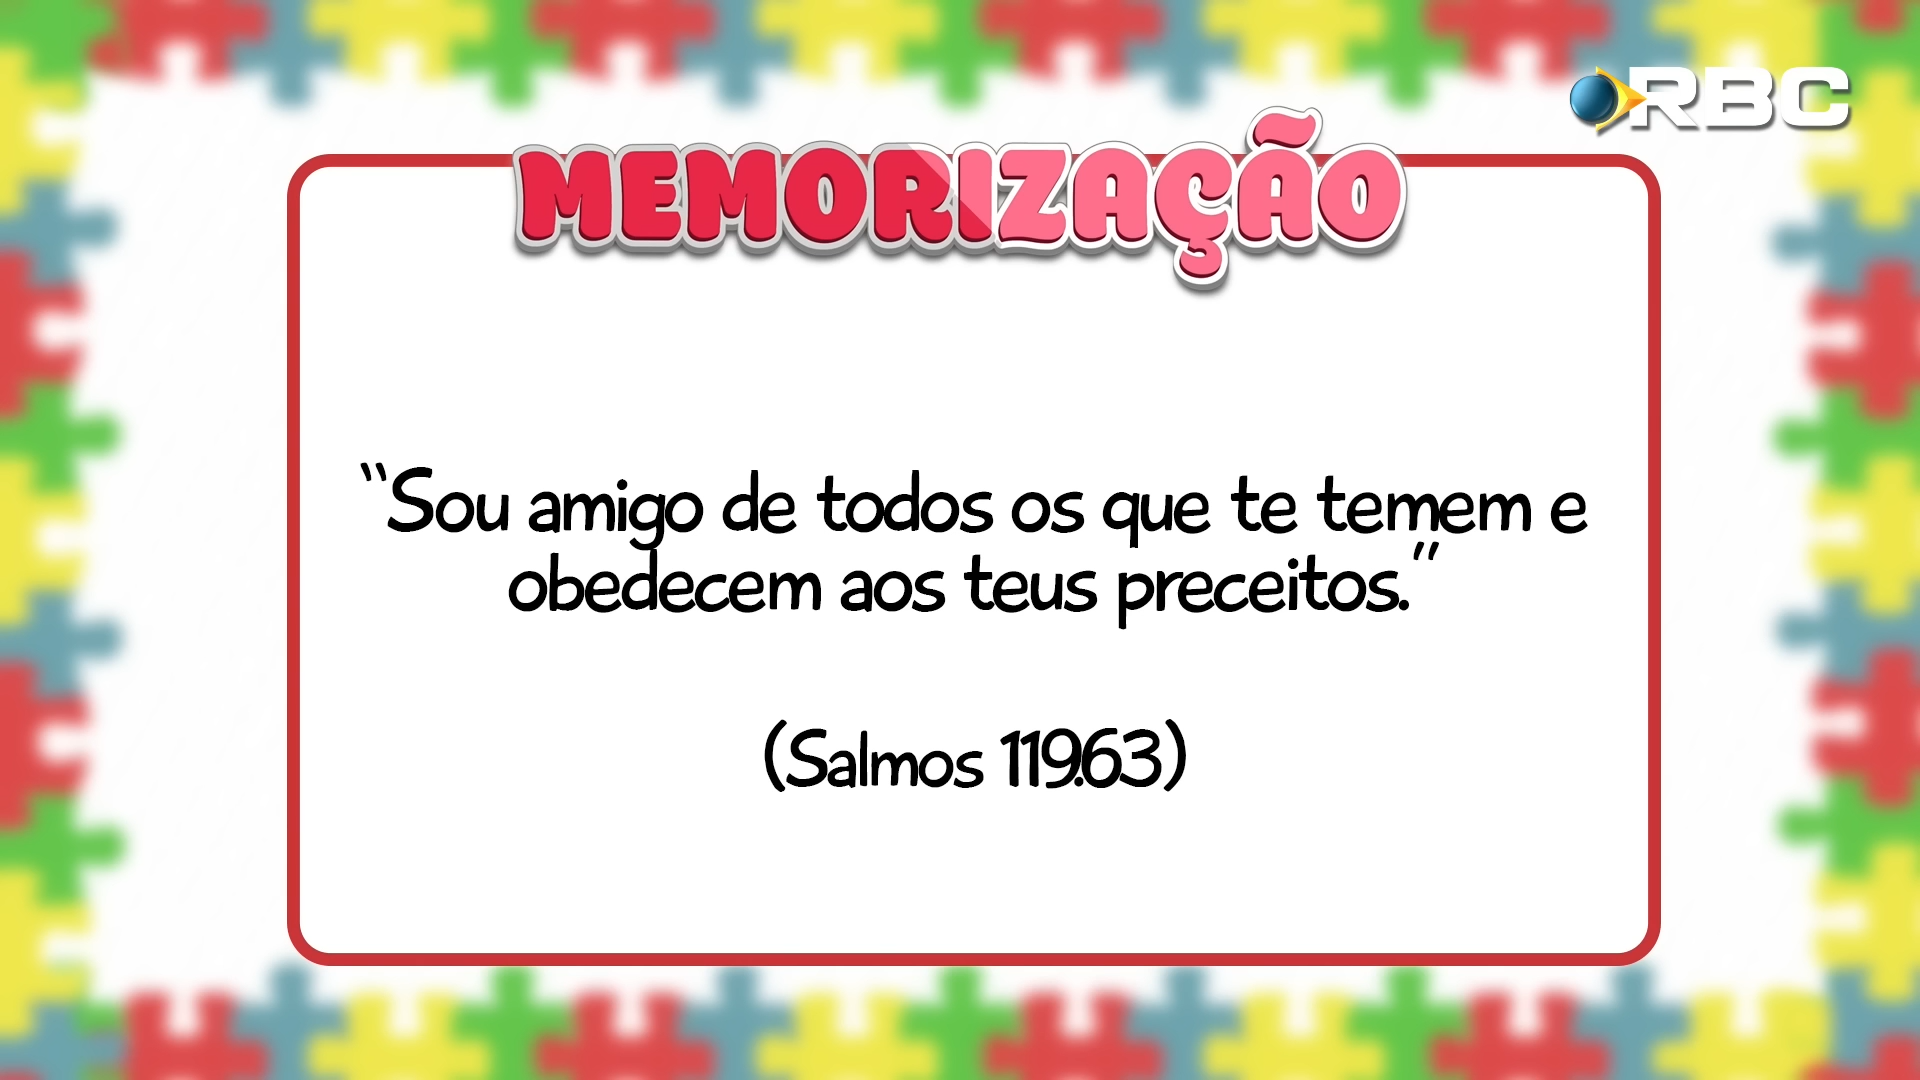 RBC
MEMORIZAÇÃO
“Sou amigo de todos os que te temem e
obedecem aos teus preceitos.”
(Salmos 119.63)